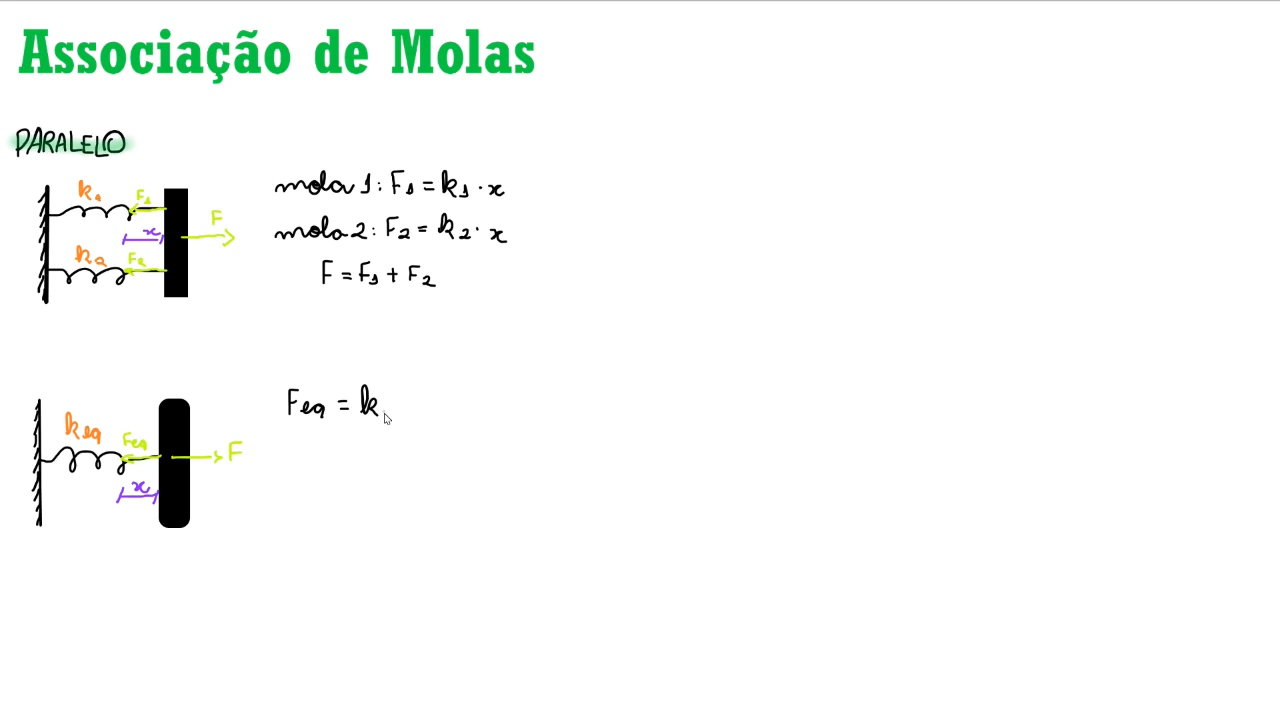 Associação de Molas
PARALELO
k₁ F₁
x F
k₂ F₂
mola 1: F₁ = k₁ · x
mola 2: F₂ = k₂ · x
F = F₁ + F₂
keq Feq F
x
Feq = k